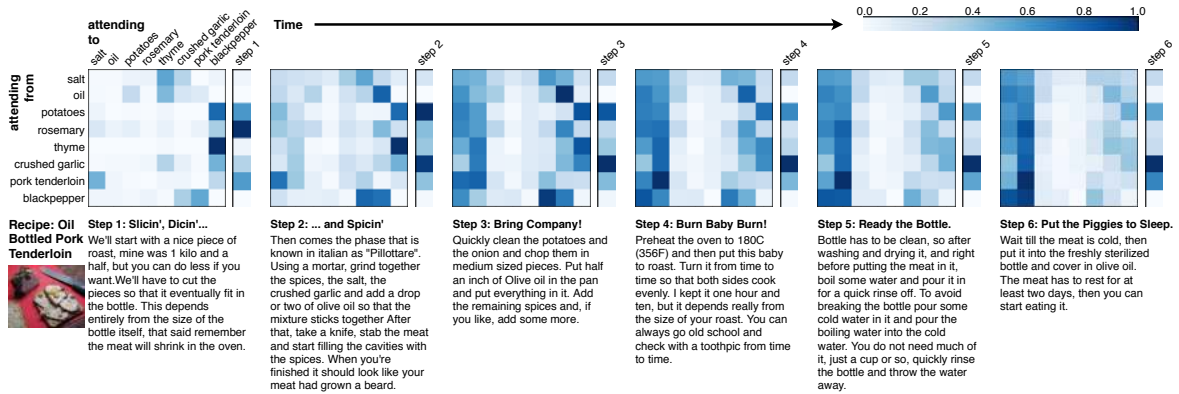 attending
to
Time
0.0 0.2 0.4 0.6 0.8 1.0
salt
oil
potatoes
rosemary
thyme
crushed garlic
pork tenderloin
blackpepper
step 1
step 2
step 3
step 4
step 5
step 6
attending
from
salt
oil
potatoes
rosemary
thyme
crushed garlic
pork tenderloin
blackpepper
Recipe: Oil
Bottled Pork
Tenderloin
Step 1: Slicin', Dicin'...
We'll start with a nice piece of
roast, mine was 1 kilo and a
half, but you can do less if you
want.We'll have to cut the
pieces so that it eventually fit in
the bottle. This depends
entirely from the size of the
bottle itself, that said remember
the meat will shrink in the oven.
Step 2: ... and Spicin'
Then comes the phase that is
known in italian as "Pillottare".
Using a mortar, grind together
the spices, the salt, the
crushed garlic and add a drop
or two of olive oil so that the
mixture sticks together After
that, take a knife, stab the meat
and start filling the cavities with
the spices. When you're
finished it should look like your
meat had grown a beard.
Step 3: Bring Company!
Quickly clean the potatoes and
the onion and chop them in
medium sized pieces. Put half
an inch of Olive oil in the pan
and put everything in it. Add
the remaining spices and, if
you like, add some more.
Step 4: Burn Baby Burn!
Preheat the oven to 180C
(356F) and then put this baby
to roast. Turn it from time to
time so that both sides cook
evenly. I kept it one hour and
ten, but it depends really from
the size of your roast. You can
always go old school and
check with a toothpic from time
to time.
Step 5: Ready the Bottle.
Bottle has to be clean, so after
washing and drying it, and right
before putting the meat in it,
boil some water and pour it in
for a quick rinse off. To avoid
breaking the bottle pour some
cold water in it and pour the
boiling water into the cold
water. You do not need much of
it, just a cup or so, quickly rinse
the bottle and throw the water
away.
Step 6: Put the Piggies to Sleep.
Wait till the meat is cold, then
put it into the freshly sterilized
bottle and cover in olive oil.
The meat has to rest for at
least two days, then you can
start eating it.